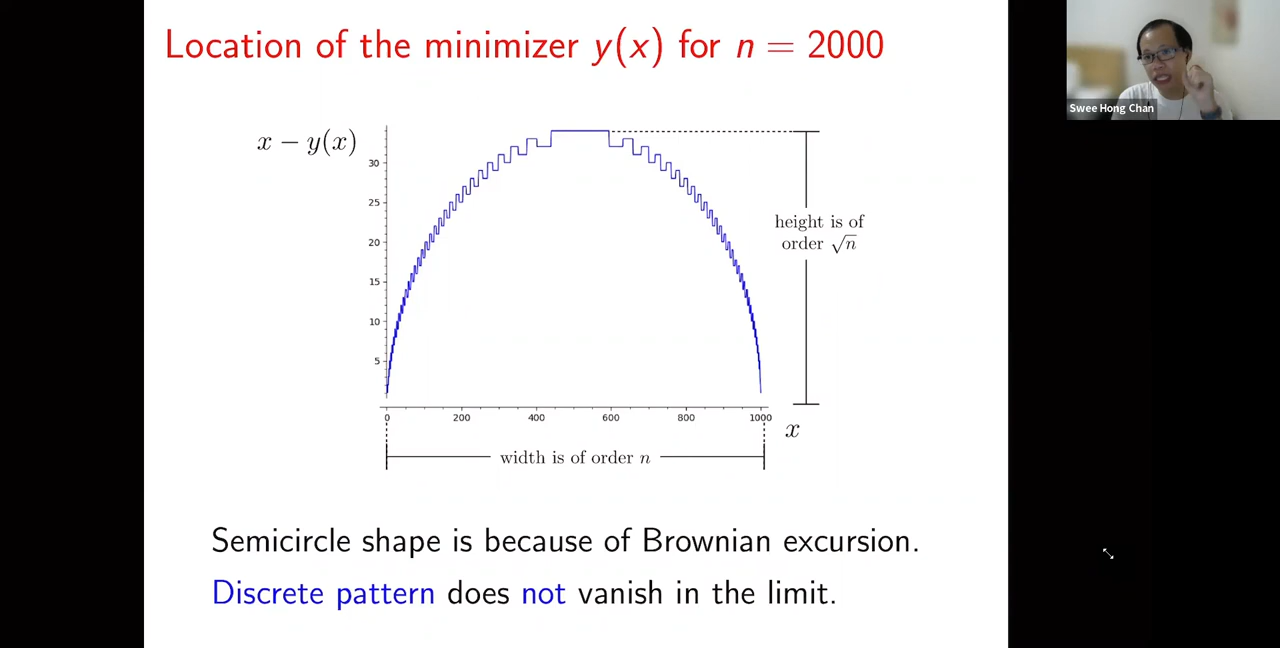 Location of the minimizer y(x) for n = 2000
Swee Hong Chan
x − y(x)
30
25
20
15
10
5
height is of
order √n
0 200 400 600 800 1000
x
width is of order n
Semicircle shape is because of Brownian excursion.
Discrete pattern does not vanish in the limit.